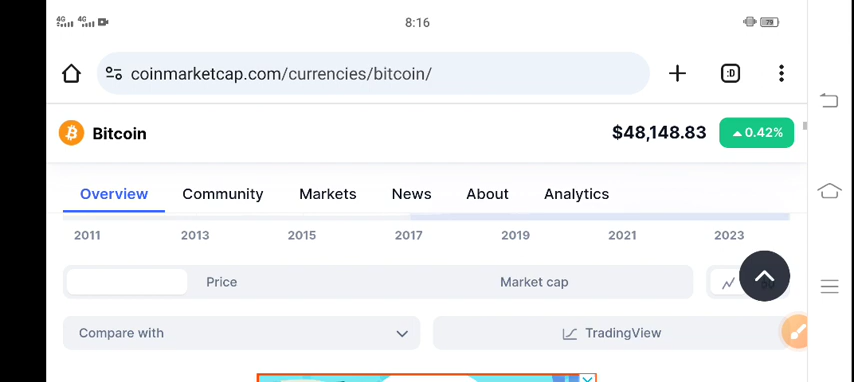 4G 4G 8:16 79
coinmarketcap.com/currencies/bitcoin/ :D
Bitcoin $48,148.83 0.42%
Overview Community Markets News About Analytics
2011 2013 2015 2017 2019 2021 2023
Price Market cap
Compare with TradingView